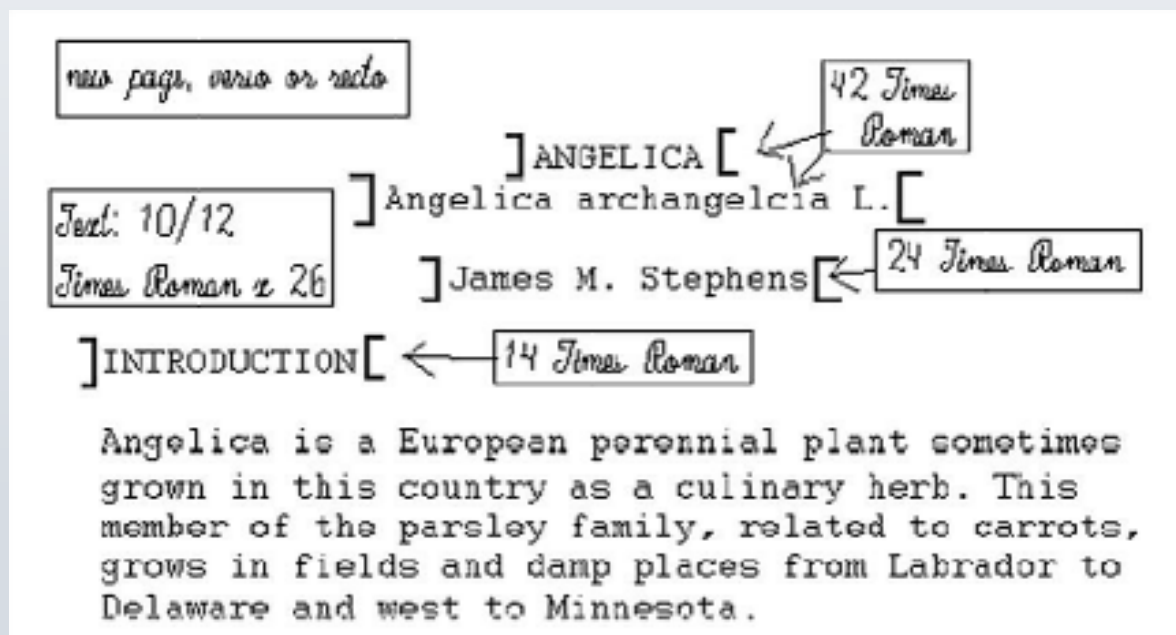 new page, verso or recto
42 Times
Roman
]ANGELICA[
]Angelica archangelcia L.[
Text: 10/12
Times Roman x 26
]James M. Stephens[
24 Times Roman
]INTRODUCTION[
14 Times Roman
Angelica is a European perennial plant sometimes
grown in this country as a culinary herb. This
member of the parsley family, related to carrots,
grows in fields and damp places from Labrador to
Delaware and west to Minnesota.